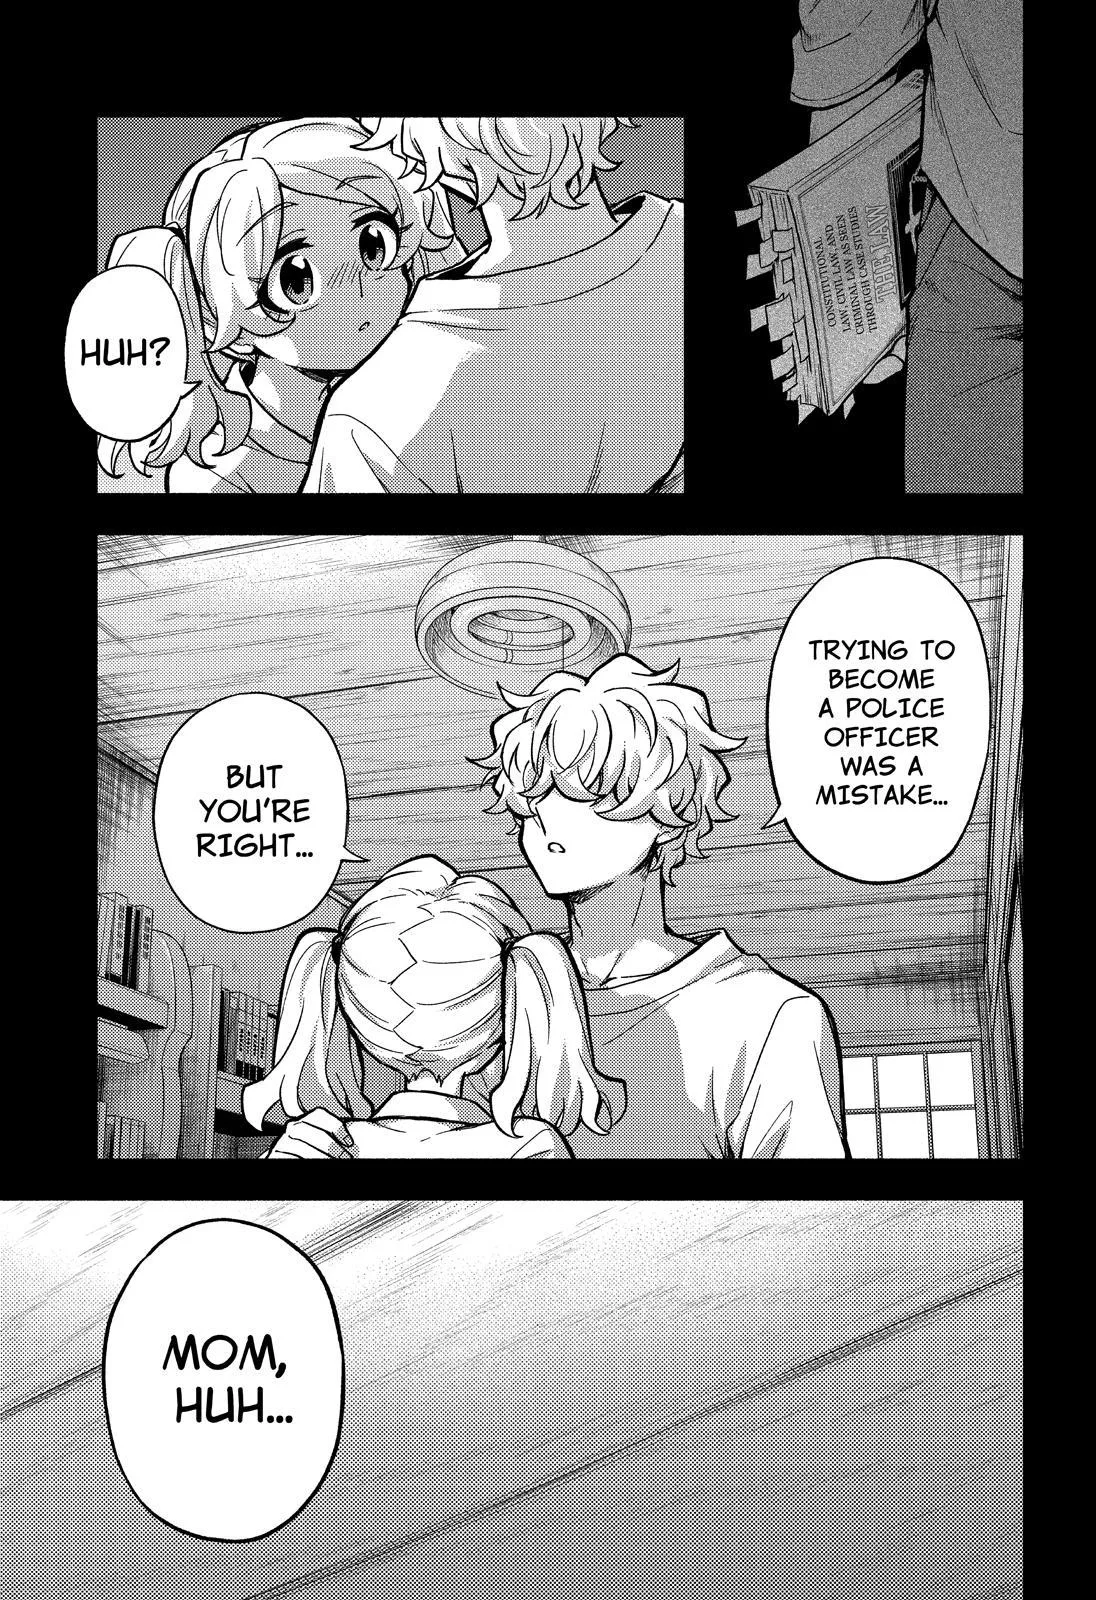 THE LAW
THROUGH CASE STUDIES
CRIMINAL LAW AS SEEN
LAW, CIVIL LAW, AND
CONSTITUTIONAL
HUH?
TRYING TO
BECOME
A POLICE
OFFICER
WAS A
MISTAKE...
BUT
YOU'RE
RIGHT...
MOM,
HUH...